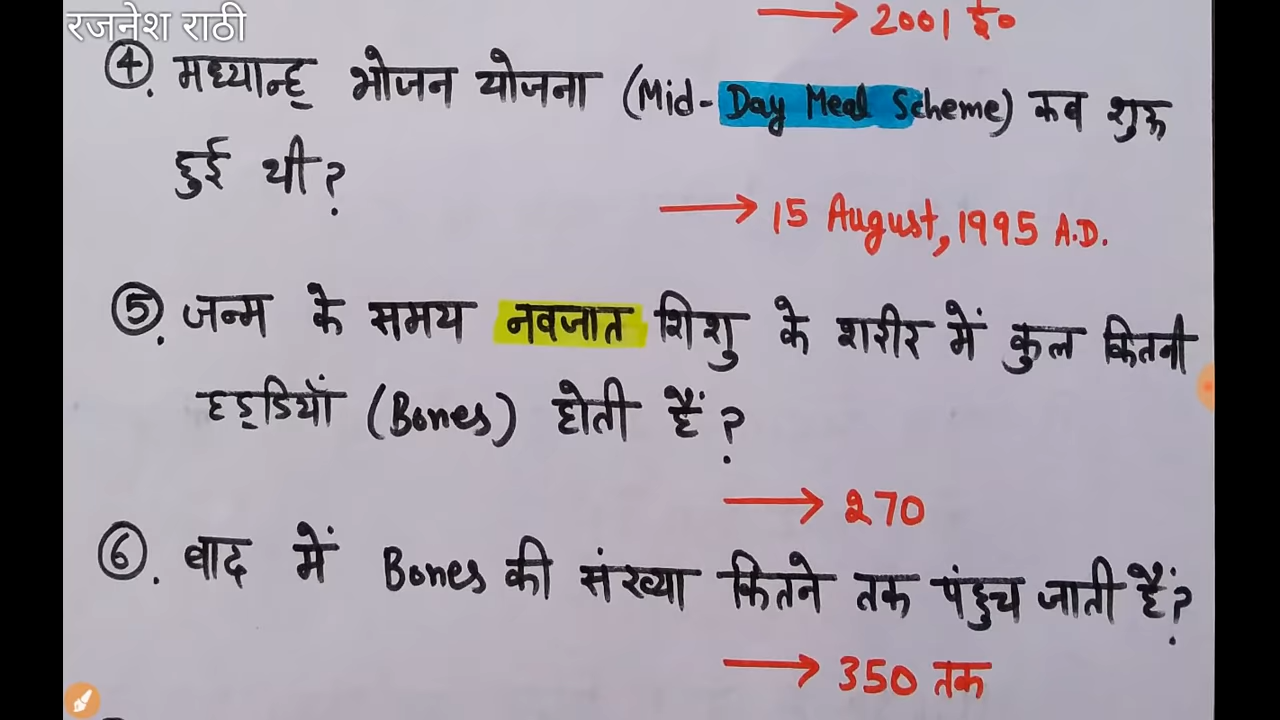 रजनेश राठी
→ 2001 ई०
④. मध्यान्ह् भोजन योजना (Mid-Day Meal Scheme) कब शुरू
हुई थी?
→ 15 August, 1995 A.D.
⑤. जन्म के समय नवजात शिशु के शरीर में कुल कितनी
हड्डियाँ (Bones) होती हैं?
→ 270
⑥. बाद में Bones की संख्या कितने तक पंहुच जाती हैं?
→ 350 तक